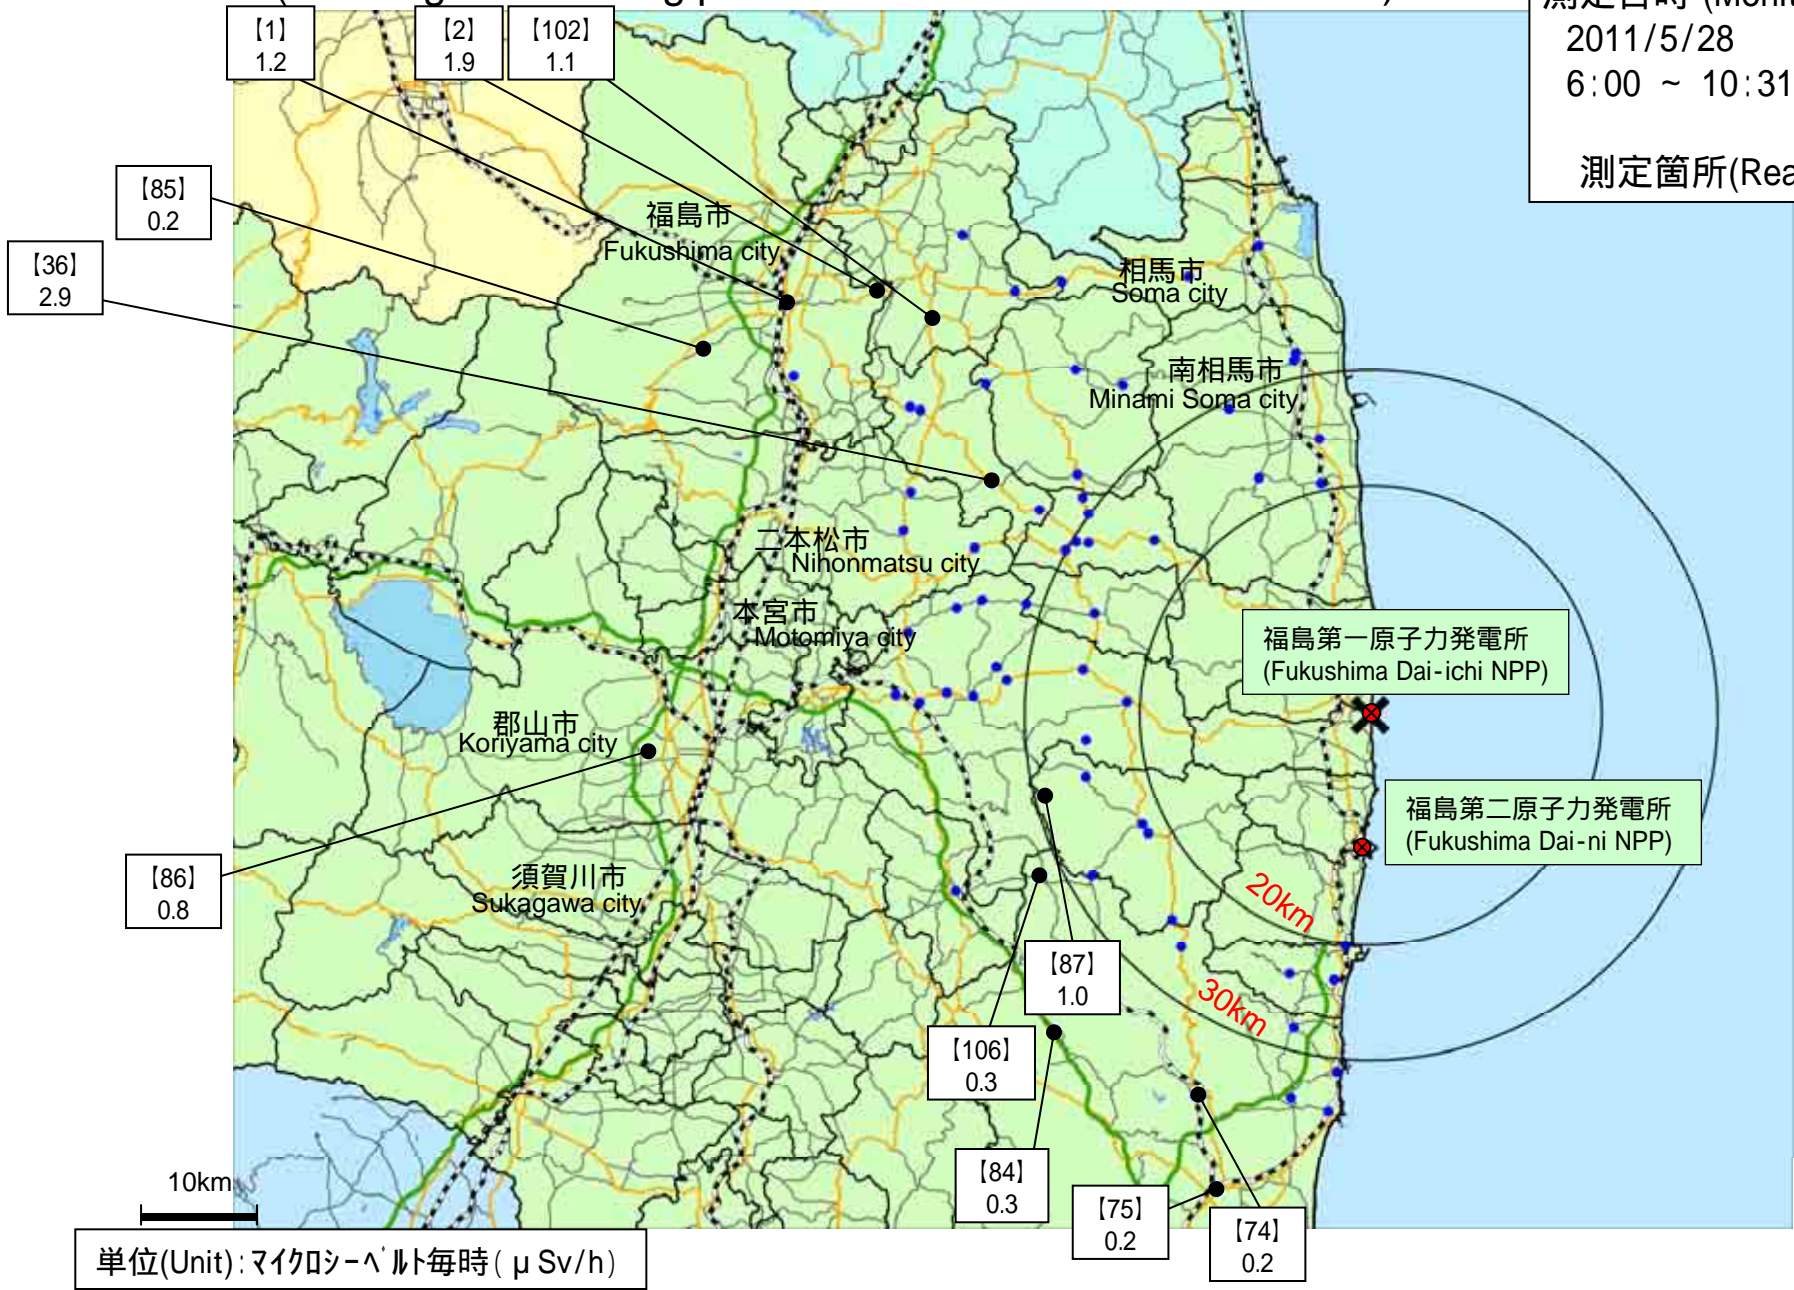 測定日時 (Monit
2011/5/28
6:00 ~ 10:31
測定箇所(Rea
【1】
1.2
【2】
1.9
【102】
1.1
【85】
0.2
【36】
2.9
福島市
Fukushima city
相馬市
Soma city
南相馬市
Minami Soma city
二本松市
Nihonmatsu city
本宮市
Motomiya city
福島第一原子力発電所
(Fukushima Dai-ichi NPP)
郡山市
Koriyama city
福島第二原子力発電所
(Fukushima Dai-ni NPP)
【86】
0.8
須賀川市
Sukagawa city
20km
30km
【87】
1.0
【106】
0.3
【84】
0.3
【75】
0.2
【74】
0.2
10km
単位(Unit):マイクロシーベルト毎時(μSv/h)